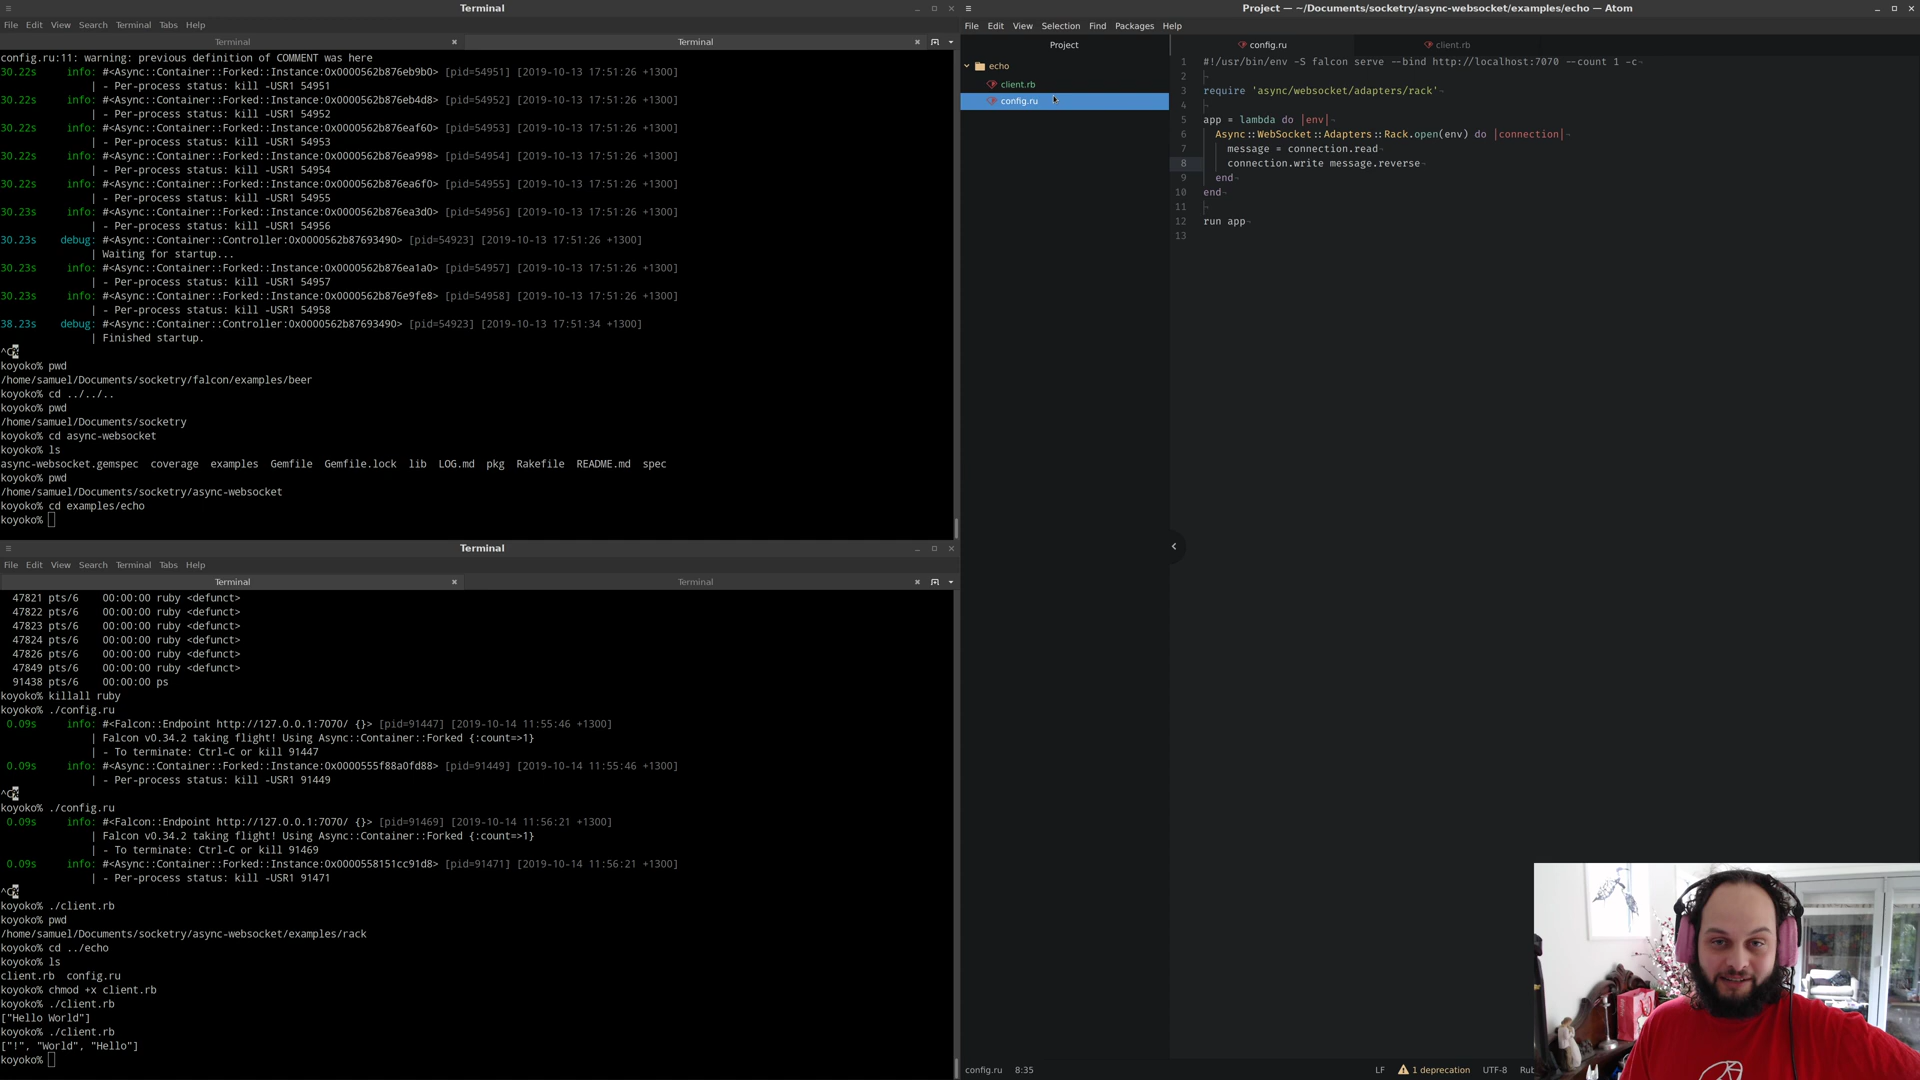 Terminal
File Edit View Search Terminal Tabs Help
Terminal Terminal
config.ru:11: warning: previous definition of COMMENT was here
30.22s info: #<Async::Container::Forked::Instance:0x0000562b876eb9b0> [pid=54951] [2019-10-13 17:51:26 +1300]
| - Per-process status: kill -USR1 54951
30.22s info: #<Async::Container::Forked::Instance:0x0000562b876eb4d8> [pid=54952] [2019-10-13 17:51:26 +1300]
| - Per-process status: kill -USR1 54952
30.22s info: #<Async::Container::Forked::Instance:0x0000562b876eaf60> [pid=54953] [2019-10-13 17:51:26 +1300]
| - Per-process status: kill -USR1 54953
30.22s info: #<Async::Container::Forked::Instance:0x0000562b876ea998> [pid=54954] [2019-10-13 17:51:26 +1300]
| - Per-process status: kill -USR1 54954
30.22s info: #<Async::Container::Forked::Instance:0x0000562b876ea6f0> [pid=54955] [2019-10-13 17:51:26 +1300]
| - Per-process status: kill -USR1 54955
30.23s info: #<Async::Container::Forked::Instance:0x0000562b876ea3d0> [pid=54956] [2019-10-13 17:51:26 +1300]
| - Per-process status: kill -USR1 54956
30.23s debug: #<Async::Container::Controller:0x0000562b87693490> [pid=54923] [2019-10-13 17:51:26 +1300]
| Waiting for startup...
30.23s info: #<Async::Container::Forked::Instance:0x0000562b876ea1a0> [pid=54957] [2019-10-13 17:51:26 +1300]
| - Per-process status: kill -USR1 54957
30.23s info: #<Async::Container::Forked::Instance:0x0000562b876e9fe8> [pid=54958] [2019-10-13 17:51:26 +1300]
| - Per-process status: kill -USR1 54958
38.23s debug: #<Async::Container::Controller:0x0000562b87693490> [pid=54923] [2019-10-13 17:51:34 +1300]
| Finished startup.
^C%
koyoko% pwd
/home/samuel/Documents/socketry/falcon/examples/beer
koyoko% cd ../../..
koyoko% pwd
/home/samuel/Documents/socketry
koyoko% cd async-websocket
koyoko% ls
async-websocket.gemspec coverage examples Gemfile Gemfile.lock lib LOG.md pkg Rakefile README.md spec
koyoko% pwd
/home/samuel/Documents/socketry/async-websocket
koyoko% cd examples/echo
koyoko%
Terminal
File Edit View Search Terminal Tabs Help
Terminal Terminal
47821 pts/6 00:00:00 ruby <defunct>
47822 pts/6 00:00:00 ruby <defunct>
47823 pts/6 00:00:00 ruby <defunct>
47824 pts/6 00:00:00 ruby <defunct>
47826 pts/6 00:00:00 ruby <defunct>
47849 pts/6 00:00:00 ruby <defunct>
91438 pts/6 00:00:00 ps
koyoko% killall ruby
koyoko% ./config.ru
0.09s info: #<Falcon::Endpoint http://127.0.0.1:7070/ {}> [pid=91447] [2019-10-14 11:55:46 +1300]
| Falcon v0.34.2 taking flight! Using Async::Container::Forked {:count=>1}
| - To terminate: Ctrl-C or kill 91447
0.09s info: #<Async::Container::Forked::Instance:0x0000555f88a0fd88> [pid=91449] [2019-10-14 11:55:46 +1300]
| - Per-process status: kill -USR1 91449
^C%
koyoko% ./config.ru
0.09s info: #<Falcon::Endpoint http://127.0.0.1:7070/ {}> [pid=91469] [2019-10-14 11:56:21 +1300]
| Falcon v0.34.2 taking flight! Using Async::Container::Forked {:count=>1}
| - To terminate: Ctrl-C or kill 91469
0.09s info: #<Async::Container::Forked::Instance:0x0000558151cc91d8> [pid=91471] [2019-10-14 11:56:21 +1300]
| - Per-process status: kill -USR1 91471
^C%
koyoko% ./client.rb
koyoko% pwd
/home/samuel/Documents/socketry/async-websocket/examples/rack
koyoko% cd ../echo
koyoko% ls
client.rb config.ru
koyoko% chmod +x client.rb
koyoko% ./client.rb
["Hello World"]
koyoko% ./client.rb
["!", "World", "Hello"]
koyoko%
Project — ~/Documents/socketry/async-websocket/examples/echo — Atom
File Edit View Selection Find Packages Help
Project
echo
client.rb
config.ru
config.ru client.rb
1 #!/usr/bin/env -S falcon serve --bind http://localhost:7070 --count 1 -c
2
3 require 'async/websocket/adapters/rack'
4
5 app = lambda do |env|
6 Async::WebSocket::Adapters::Rack.open(env) do |connection|
7 message = connection.read
8 connection.write message.reverse
9 end
10 end
11
12 run app
13
config.ru 8:35 LF 1 deprecation UTF-8 Rub